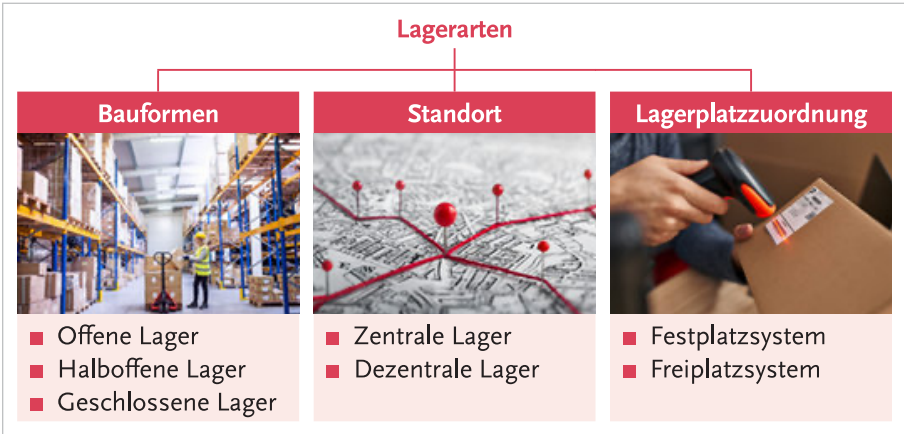 Lagerarten
Bauformen
Offene Lager
Halboffene Lager
Geschlossene Lager
Standort
Zentrale Lager
Dezentrale Lager
Lagerplatzzuordnung
Festplatzsystem
Freiplatzsystem